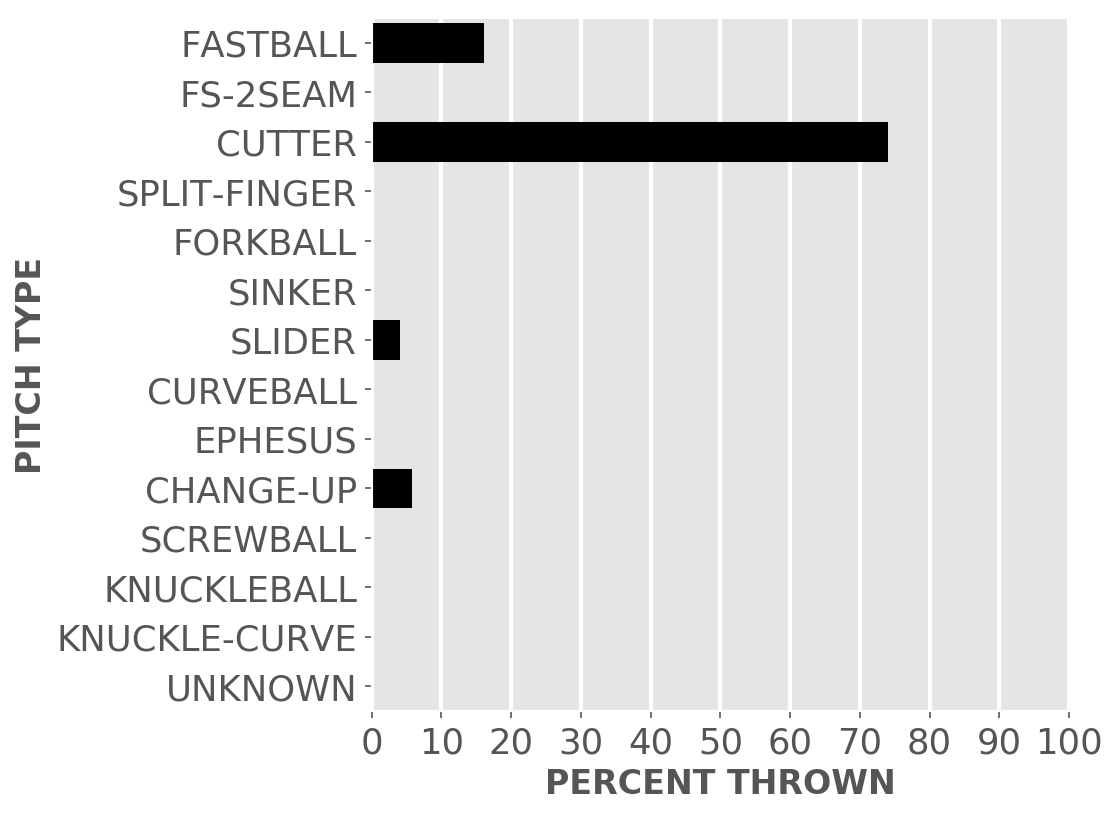 FASTBALL
FS-2SEAM
CUTTER
SPLIT-FINGER
FORKBALL
SINKER
SLIDER
CURVEBALL
EPHESUS
CHANGE-UP
SCREWBALL
KNUCKLEBALL
KNUCKLE-CURVE
UNKNOWN
PITCH TYPE
0 10 20 30 40 50 60 70 80 90 100
PERCENT THROWN